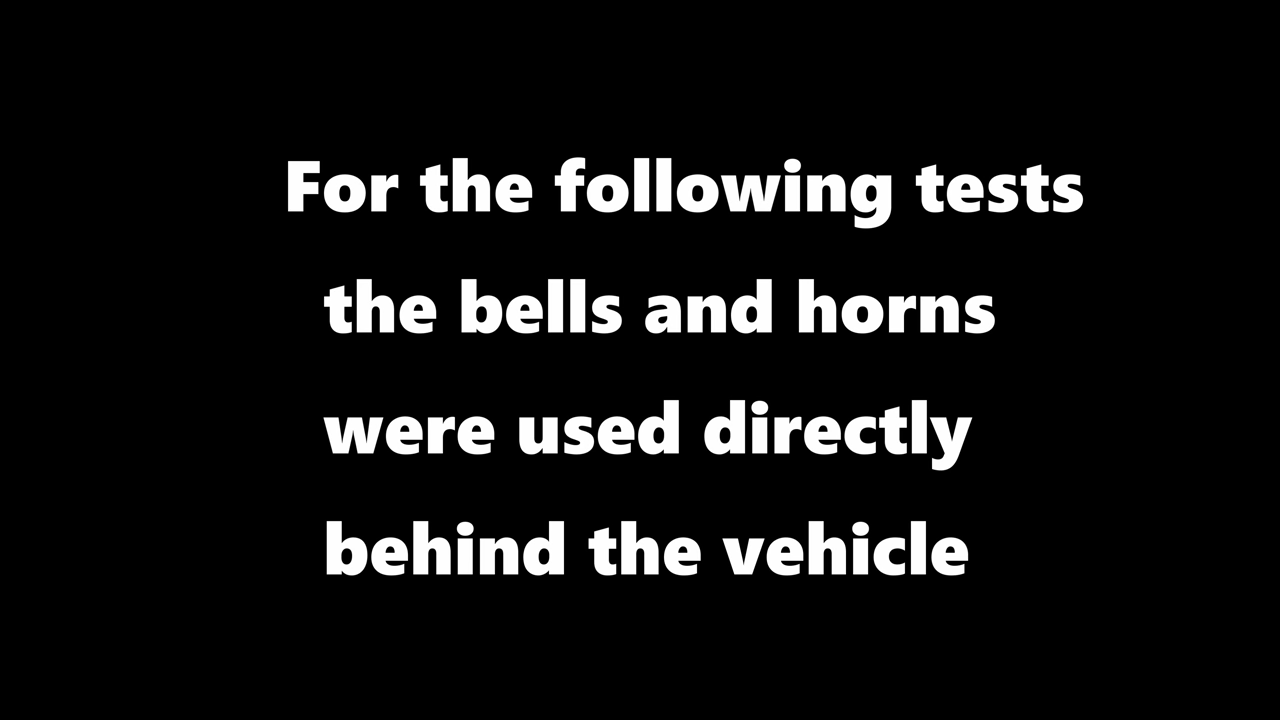 For the following tests
the bells and horns
were used directly
behind the vehicle